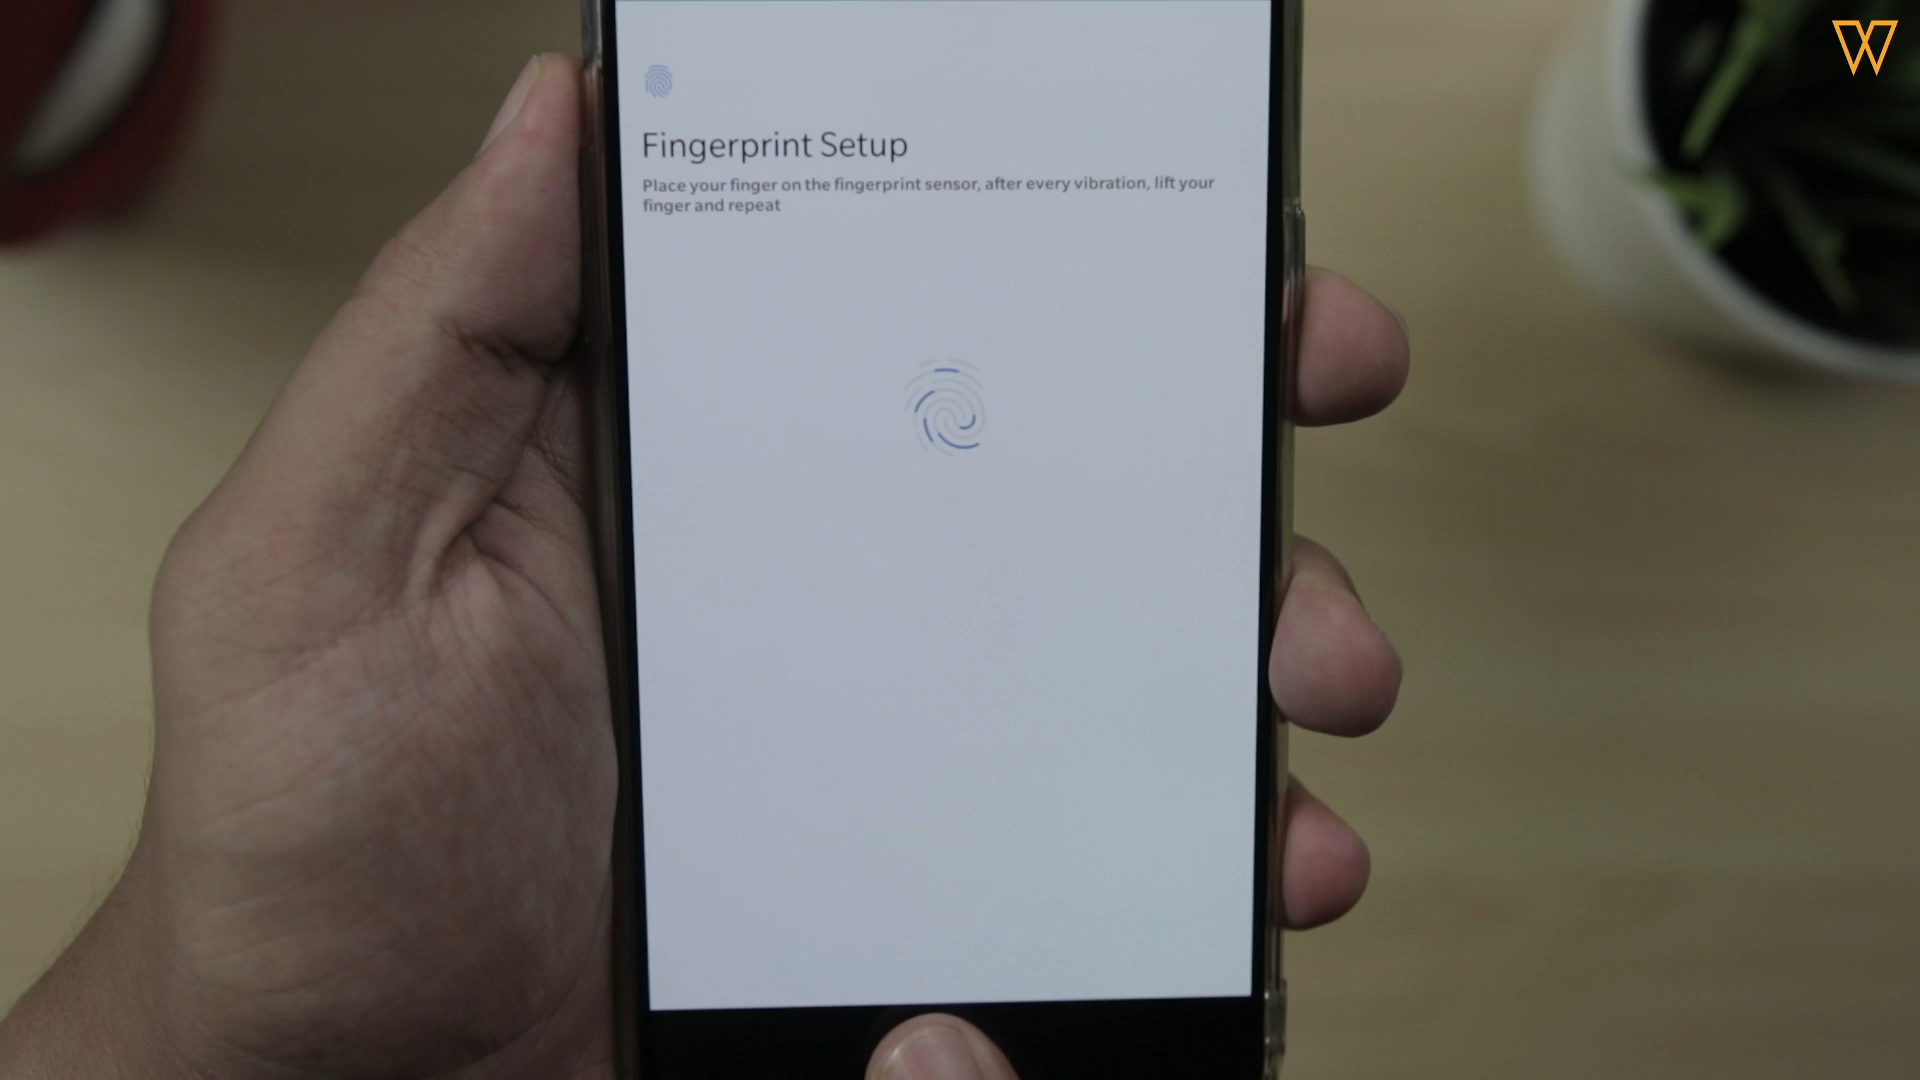 Fingerprint Setup
Place your finger on the fingerprint sensor, after every vibration, lift your
finger and repeat